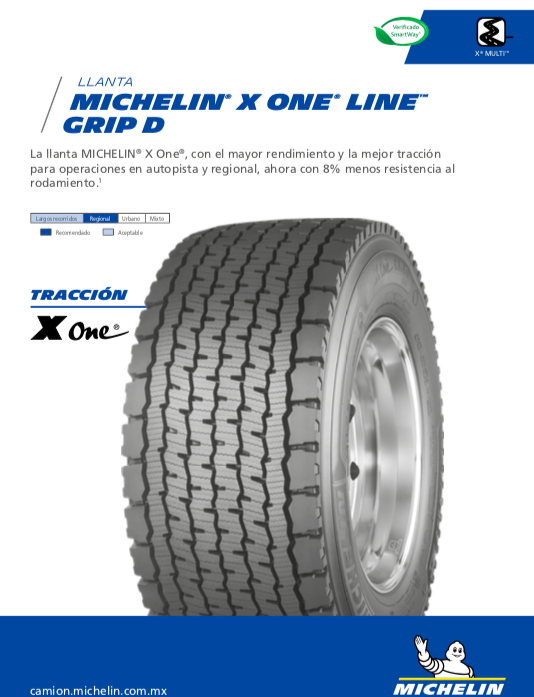 Verificado
SmartWay®
X® MULTI™
LLANTA
MICHELIN® X ONE® LINE™
GRIP D
La llanta MICHELIN® X One®, con el mayor rendimiento y la mejor tracción
para operaciones en autopista y regional, ahora con 8% menos resistencia al
rodamiento.¹
Largos recorridos Regional Urbano Mixto
Recomendado Aceptable
TRACCIÓN
X One®
camion.michelin.com.mx
MICHELIN